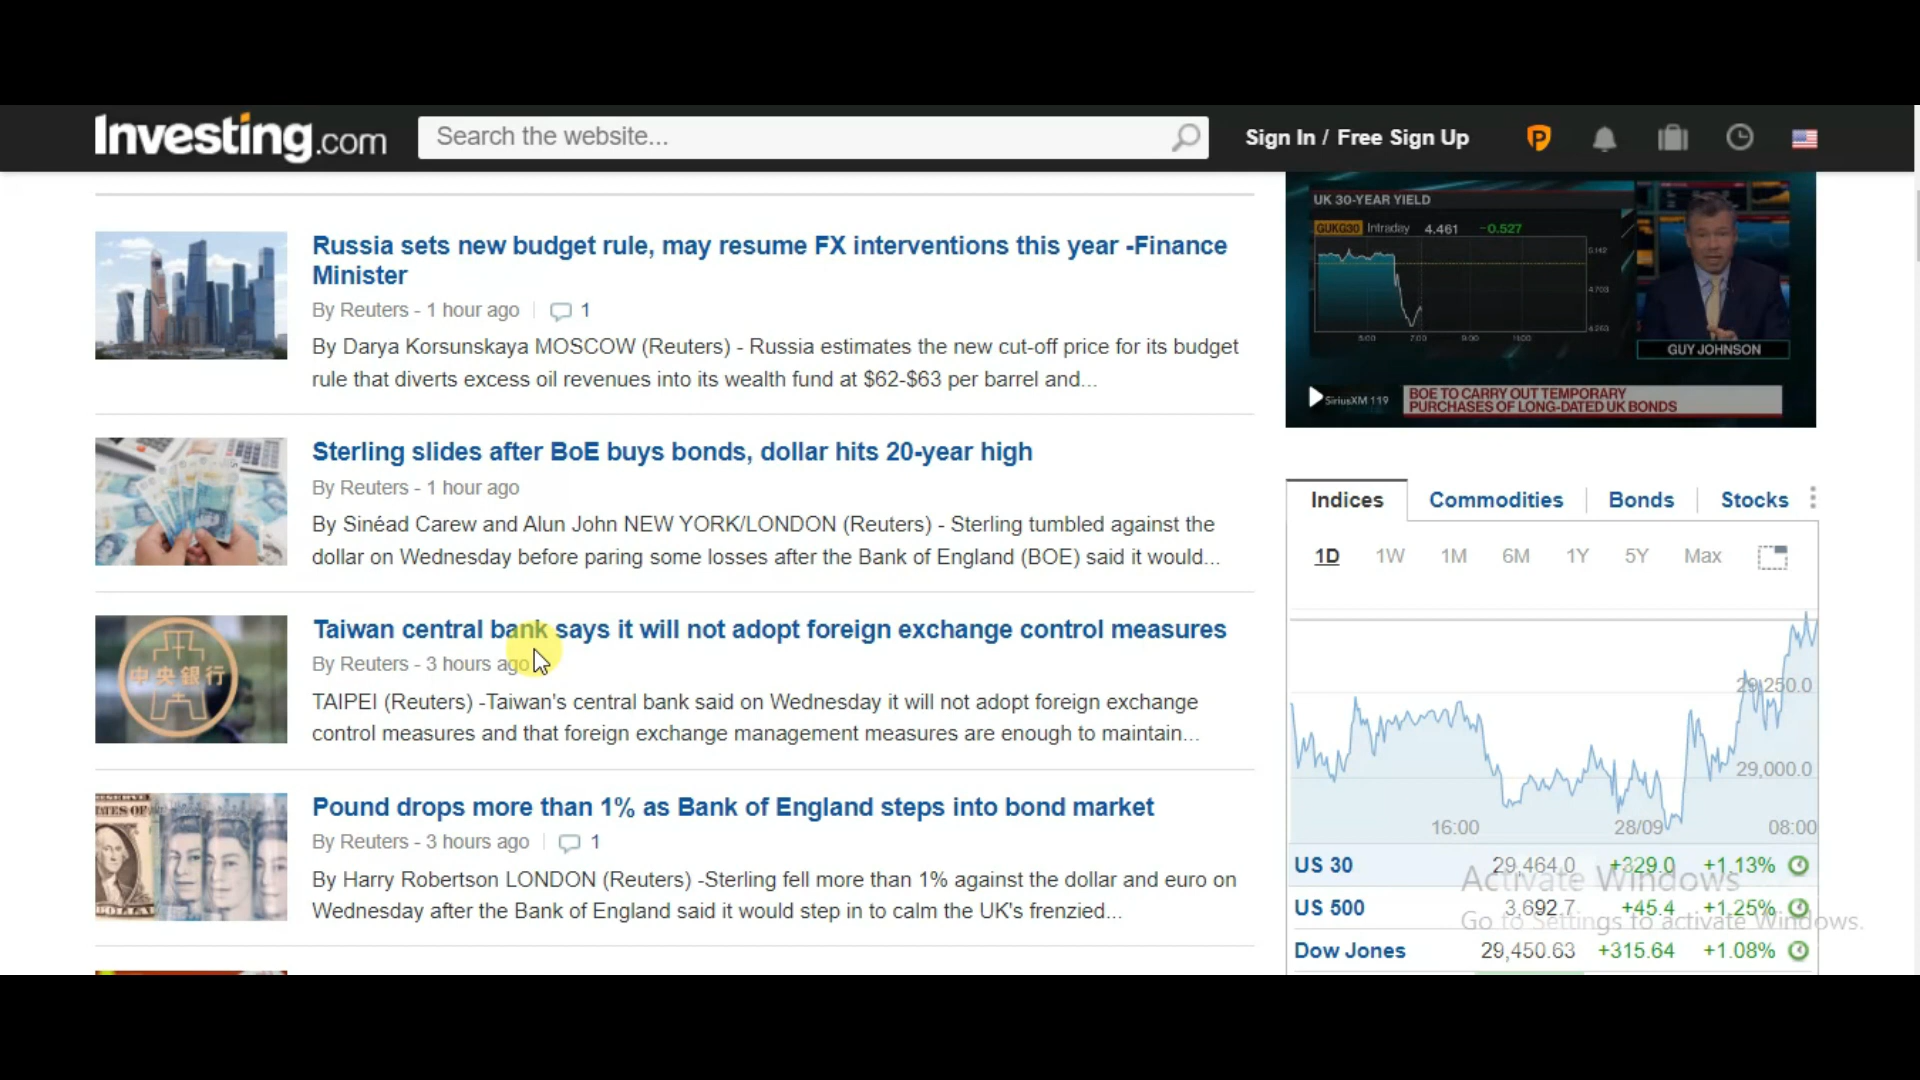 Investing.com
Search the website...
Sign In / Free Sign Up
Russia sets new budget rule, may resume FX interventions this year -Finance
Minister
By Reuters - 1 hour ago
1
By Darya Korsunskaya MOSCOW (Reuters) - Russia estimates the new cut-off price for its budget
rule that diverts excess oil revenues into its wealth fund at $62-$63 per barrel and...
Sterling slides after BoE buys bonds, dollar hits 20-year high
By Reuters - 1 hour ago
By Sinéad Carew and Alun John NEW YORK/LONDON (Reuters) - Sterling tumbled against the
dollar on Wednesday before paring some losses after the Bank of England (BOE) said it would...
中央銀行
Taiwan central bank says it will not adopt foreign exchange control measures
By Reuters - 3 hours ago
TAIPEI (Reuters) -Taiwan's central bank said on Wednesday it will not adopt foreign exchange
control measures and that foreign exchange management measures are enough to maintain...
Pound drops more than 1% as Bank of England steps into bond market
By Reuters - 3 hours ago
1
By Harry Robertson LONDON (Reuters) -Sterling fell more than 1% against the dollar and euro on
Wednesday after the Bank of England said it would step in to calm the UK's frenzied...
UK 30-YEAR YIELD
GUKG30 Intraday 4.461 -0.527
GUY JOHNSON
SiriusXM 119
BOE TO CARRY OUT TEMPORARY
PURCHASES OF LONG-DATED UK BONDS
Indices Commodities Bonds Stocks
1D 1W 1M 6M 1Y 5Y Max
29,250.0
29,000.0
16:00 28/09 08:00
US 30 29,464.0 +329.0 +1.13%
US 500 3,692.7 +45.4 +1.25%
Dow Jones 29,450.63 +315.64 +1.08%
Activate Windows
Go to Settings to activate Windows.